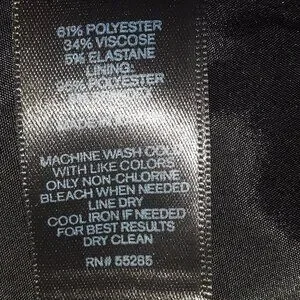 61% POLYESTER
34% VISCOSE
5% ELASTANE
LINING:
POLYESTER
MACHINE WASH COLD
WITH LIKE COLORS
ONLY NON-CHLORINE
BLEACH WHEN NEEDED
LINE DRY
COOL IRON IF NEEDED
FOR BEST RESULTS
DRY CLEAN
RN# 55285